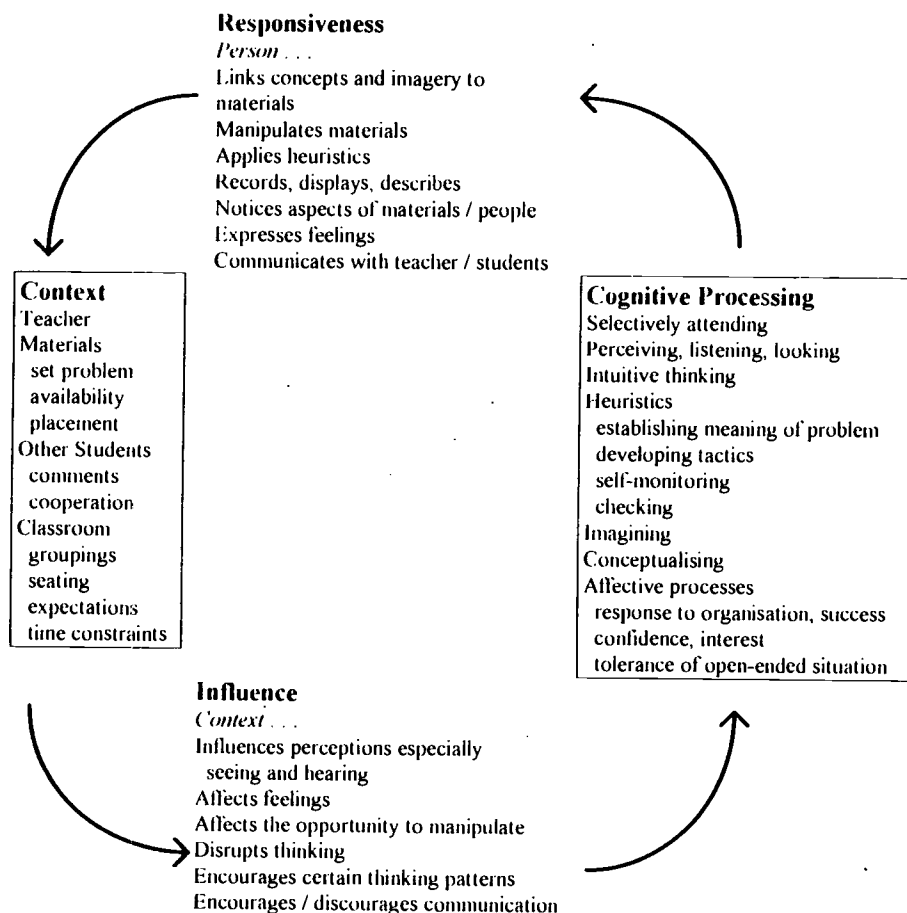 Responsiveness
Person . . .
Links concepts and imagery to
materials
Manipulates materials
Applies heuristics
Records, displays, describes
Notices aspects of materials / people
Expresses feelings
Communicates with teacher / students
Context
Teacher
Materials
set problem
availability
placement
Other Students
comments
cooperation
Classroom
groupings
seating
expectations
time constraints
Cognitive Processing
Selectively attending
Perceiving, listening, looking
Intuitive thinking
Heuristics
establishing meaning of problem
developing tactics
self-monitoring
checking
Imagining
Conceptualising
Affective processes
response to organisation, success
confidence, interest
tolerance of open-ended situation
Influence
Context . . .
Influences perceptions especially
seeing and hearing
Affects feelings
Affects the opportunity to manipulate
Disrupts thinking
Encourages certain thinking patterns
Encourages / discourages communication